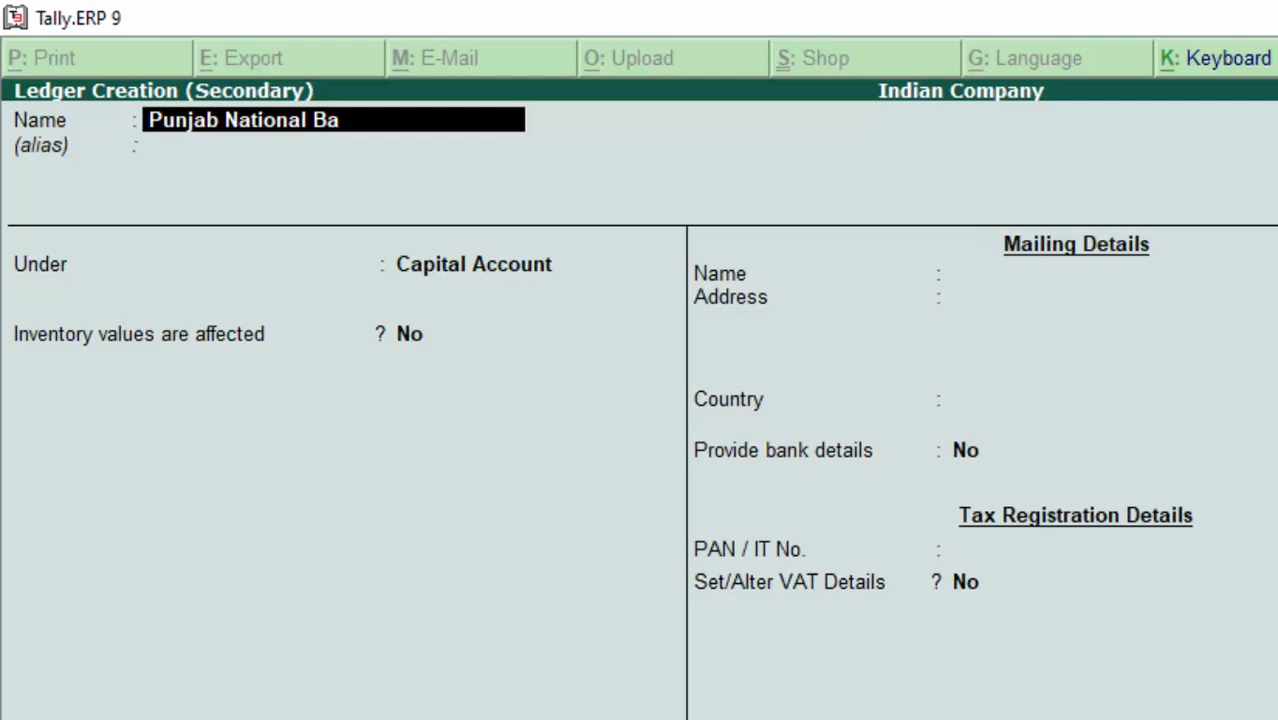 Tally.ERP 9
P: Print E: Export M: E-Mail O: Upload S: Shop G: Language K: Keyboard
Ledger Creation (Secondary) Indian Company
Name : Punjab National Ba
(alias) :
Mailing Details
Under : Capital Account
Name :
Address :
Inventory values are affected ? No
Country :
Provide bank details : No
Tax Registration Details
PAN / IT No. :
Set/Alter VAT Details ? No